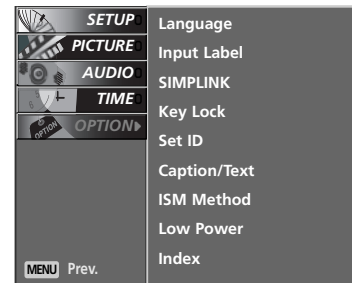 SETUP
PICTURE
AUDIO
TIME
OPTION
OPTION
MENU Prev.
Language
Input Label
SIMPLINK
Key Lock
Set ID
Caption/Text
ISM Method
Low Power
Index